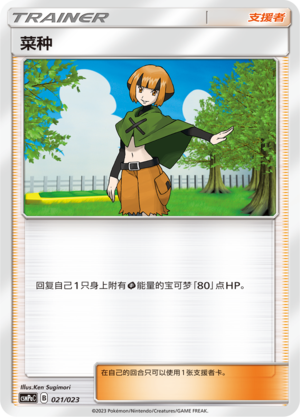 TRAINER
支援者
菜种
回复自己1只身上附有能量的宝可梦「80」点HP。
Illus.Ken Sugimori
在自己的回合只可以使用1张支援者卡。
CSMPaC B 021/023
©2023 Pokémon/Nintendo/Creatures/GAME FREAK.